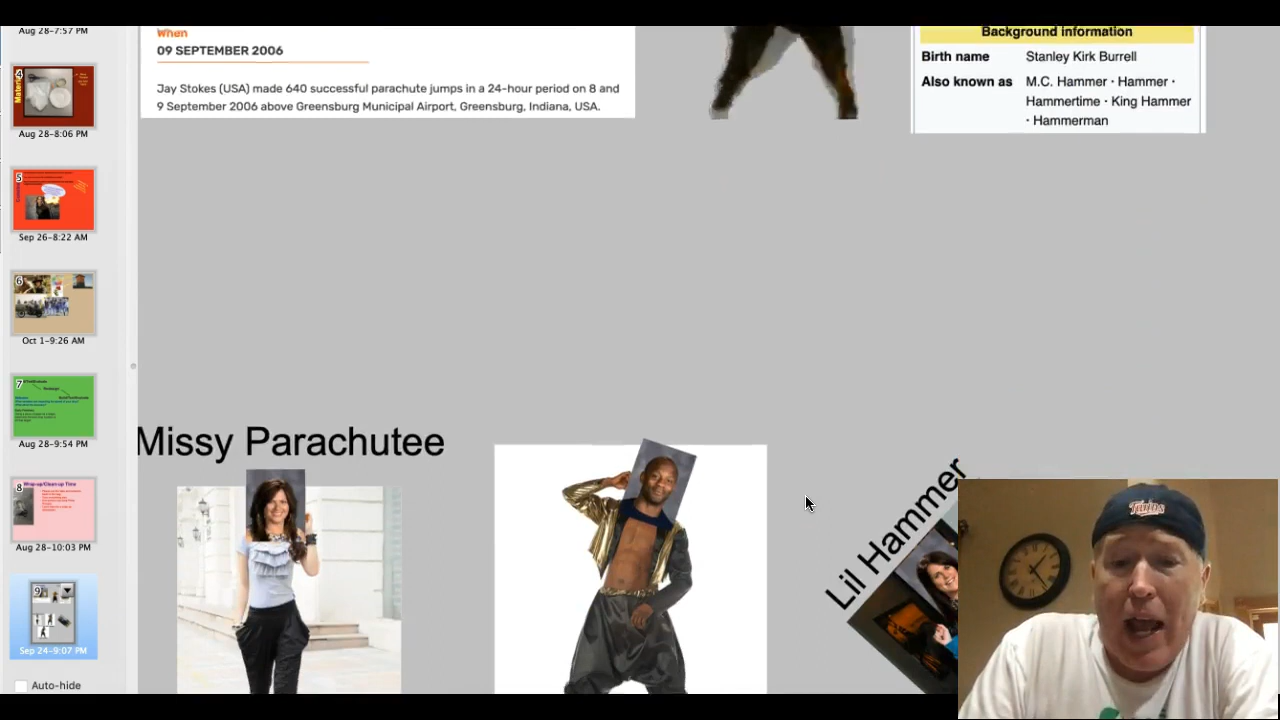 Aug 28–7:57 PM
4
Aug 28–8:06 PM
5
Sep 26–8:22 AM
6
Oct 1–9:26 AM
7
Aug 28–9:54 PM
8
Wrap-up/Clean-up Time
Aug 28–10:03 PM
9
Sep 24–9:07 PM
Auto-hide
When
09 SEPTEMBER 2006
Jay Stokes (USA) made 640 successful parachute jumps in a 24-hour period on 8 and
9 September 2006 above Greensburg Municipal Airport, Greensburg, Indiana, USA.
Background information
Birth name Stanley Kirk Burrell
Also known as M.C. Hammer · Hammer ·
Hammertime · King Hammer
· Hammerman
Missy Parachutee
Lil Hammer
Twins